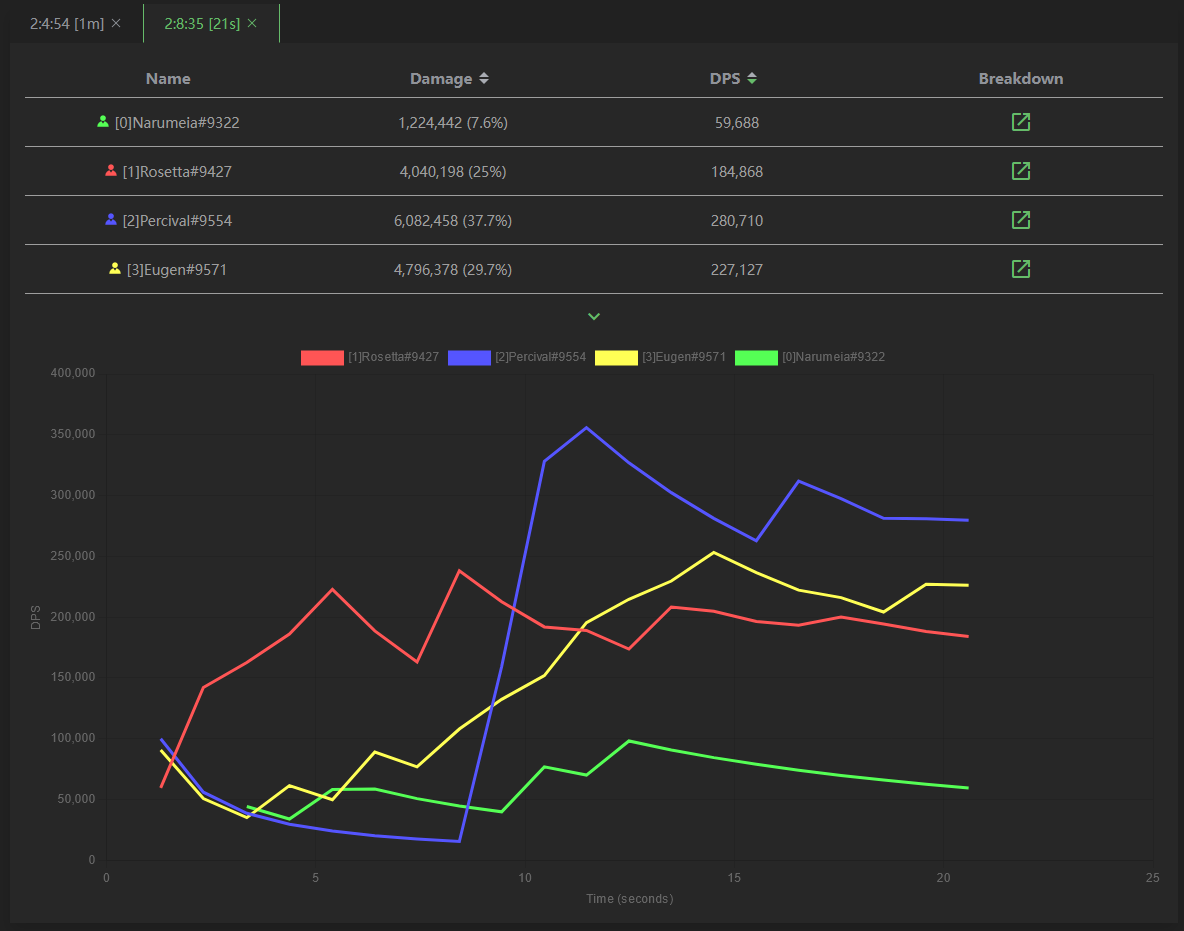 2:4:54 [1m] ×
2:8:35 [21s] ×
Name Damage DPS Breakdown
[0]Narumeia#9322 1,224,442 (7.6%) 59,688
[1]Rosetta#9427 4,040,198 (25%) 184,868
[2]Percival#9554 6,082,458 (37.7%) 280,710
[3]Eugen#9571 4,796,378 (29.7%) 227,127
[1]Rosetta#9427 [2]Percival#9554 [3]Eugen#9571 [0]Narumeia#9322
400,000
350,000
300,000
250,000
200,000
150,000
100,000
50,000
0
DPS
0 5 10 15 20 25
Time (seconds)